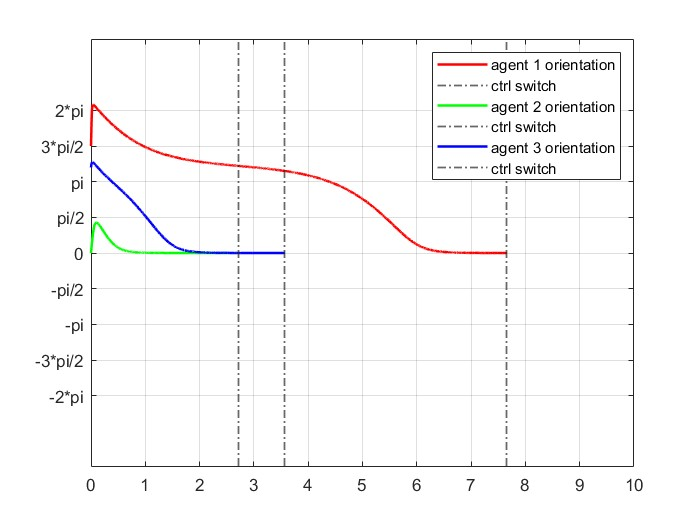 agent 1 orientation
ctrl switch
agent 2 orientation
ctrl switch
agent 3 orientation
ctrl switch
2*pi
3*pi/2
pi
pi/2
0
-pi/2
-pi
-3*pi/2
-2*pi
0 1 2 3 4 5 6 7 8 9 10